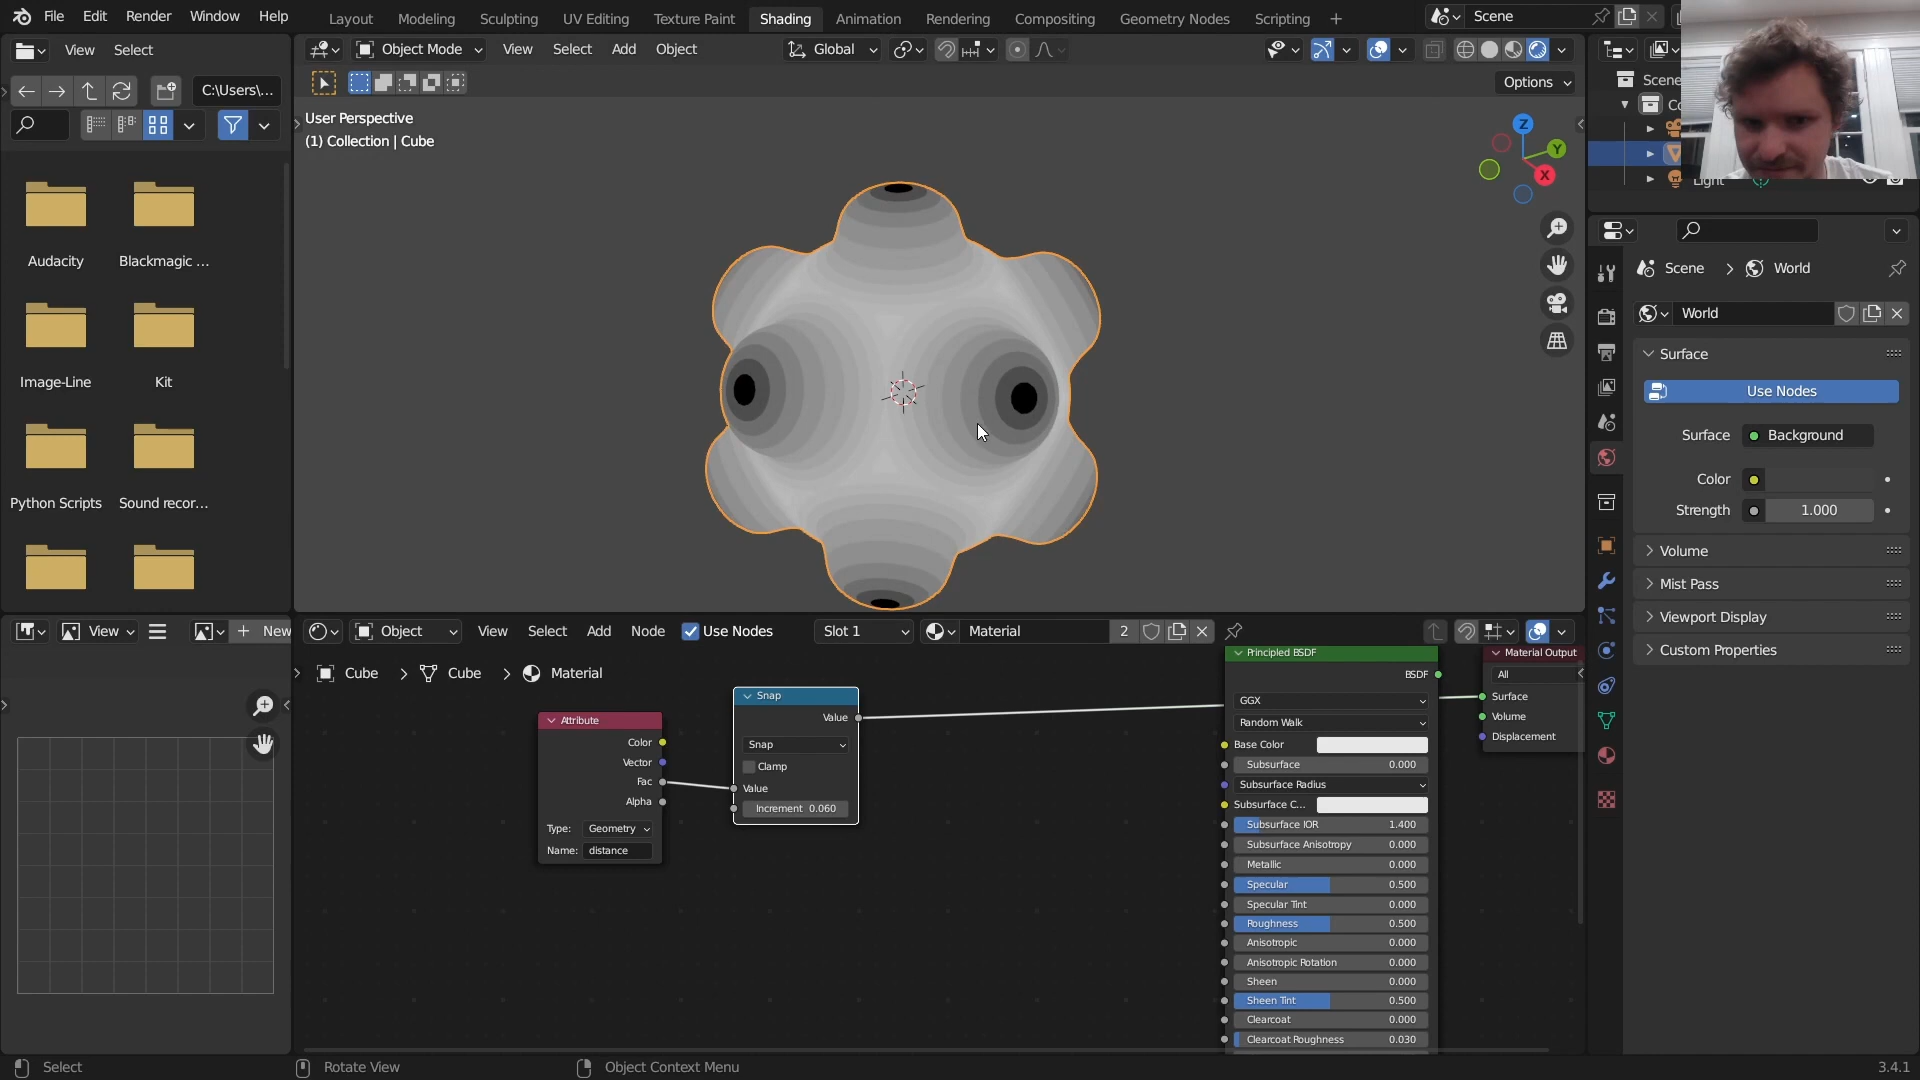 File Edit Render Window Help
Layout Modeling Sculpting UV Editing Texture Paint Shading Animation Rendering Compositing Geometry Nodes Scripting +
Scene
View Select
Object Mode View Select Add Object Global
C:\Users\...
Options
User Perspective
(1) Collection | Cube
Z
Y
X
Scene
Light
Audacity Blackmagic ...
Image-Line Kit
Python Scripts Sound recor...
Scene > World
World
Surface
Use Nodes
Surface Background
Color
Strength 1.000
Volume
Mist Pass
Viewport Display
Custom Properties
View + New
Object View Select Add Node Use Nodes Slot 1 Material 2
Cube > Cube > Material
Attribute
Color
Vector
Fac
Alpha
Type: Geometry
Name: distance
Snap
Value
Snap
Clamp
Value
Increment 0.060
Principled BSDF
BSDF
GGX
Random Walk
Base Color
Subsurface 0.000
Subsurface Radius
Subsurface C...
Subsurface IOR 1.400
Subsurface Anisotropy 0.000
Metallic 0.000
Specular 0.500
Specular Tint 0.000
Roughness 0.500
Anisotropic 0.000
Anisotropic Rotation 0.000
Sheen 0.000
Sheen Tint 0.500
Clearcoat 0.000
Clearcoat Roughness 0.030
Material Output
All
Surface
Volume
Displacement
Select Rotate View Object Context Menu 3.4.1